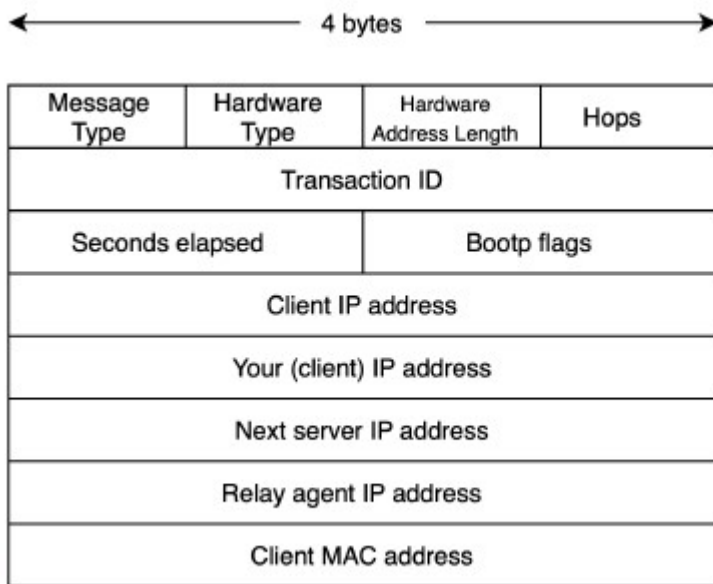 4 bytes
Message Type
Hardware Type
Hardware Address Length
Hops
Transaction ID
Seconds elapsed
Bootp flags
Client IP address
Your (client) IP address
Next server IP address
Relay agent IP address
Client MAC address